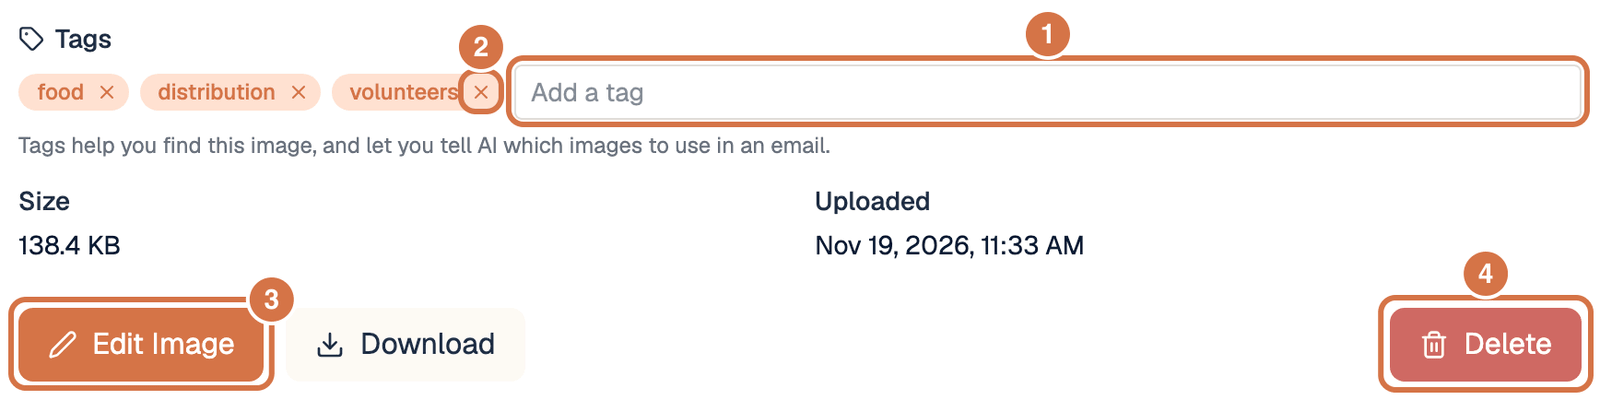 Tags
1
2
food
distribution
volunteers
Add a tag
Tags help you find this image, and let you tell AI which images to use in an email.
Size
Uploaded
138.4 KB
Nov 19, 2026, 11:33 AM
3
4
Edit Image
Download
Delete